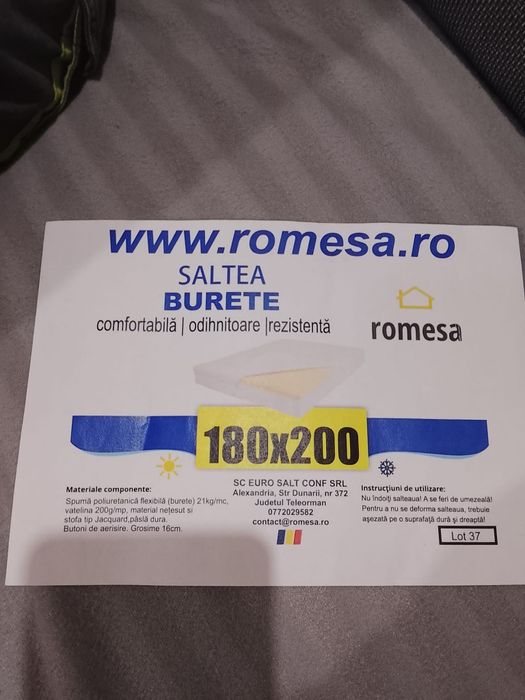 www.romesa.ro
SALTEA
BURETE
comfortabilă | odihnitoare |rezistentă
romesa
180x200
Materiale componente:
Spumă poliuretanică flexibilă (burete) 21kg/mc,
vatelina 200g/mp, material nețesut si
stofa tip Jacquard,pâslă dura.
Butoni de aerisire. Grosime 16cm.
SC EURO SALT CONF SRL
Alexandria, Str Dunarii, nr 372
Judetul Teleorman
0772029582
contact@romesa.ro
Instrucțiuni de utilizare:
Nu îndoți salteaua! A se feri de umezeală!
Pentru a nu se deforma salteaua, trebuie
așezată pe o suprafață dură și dreaptă!
Lot 37